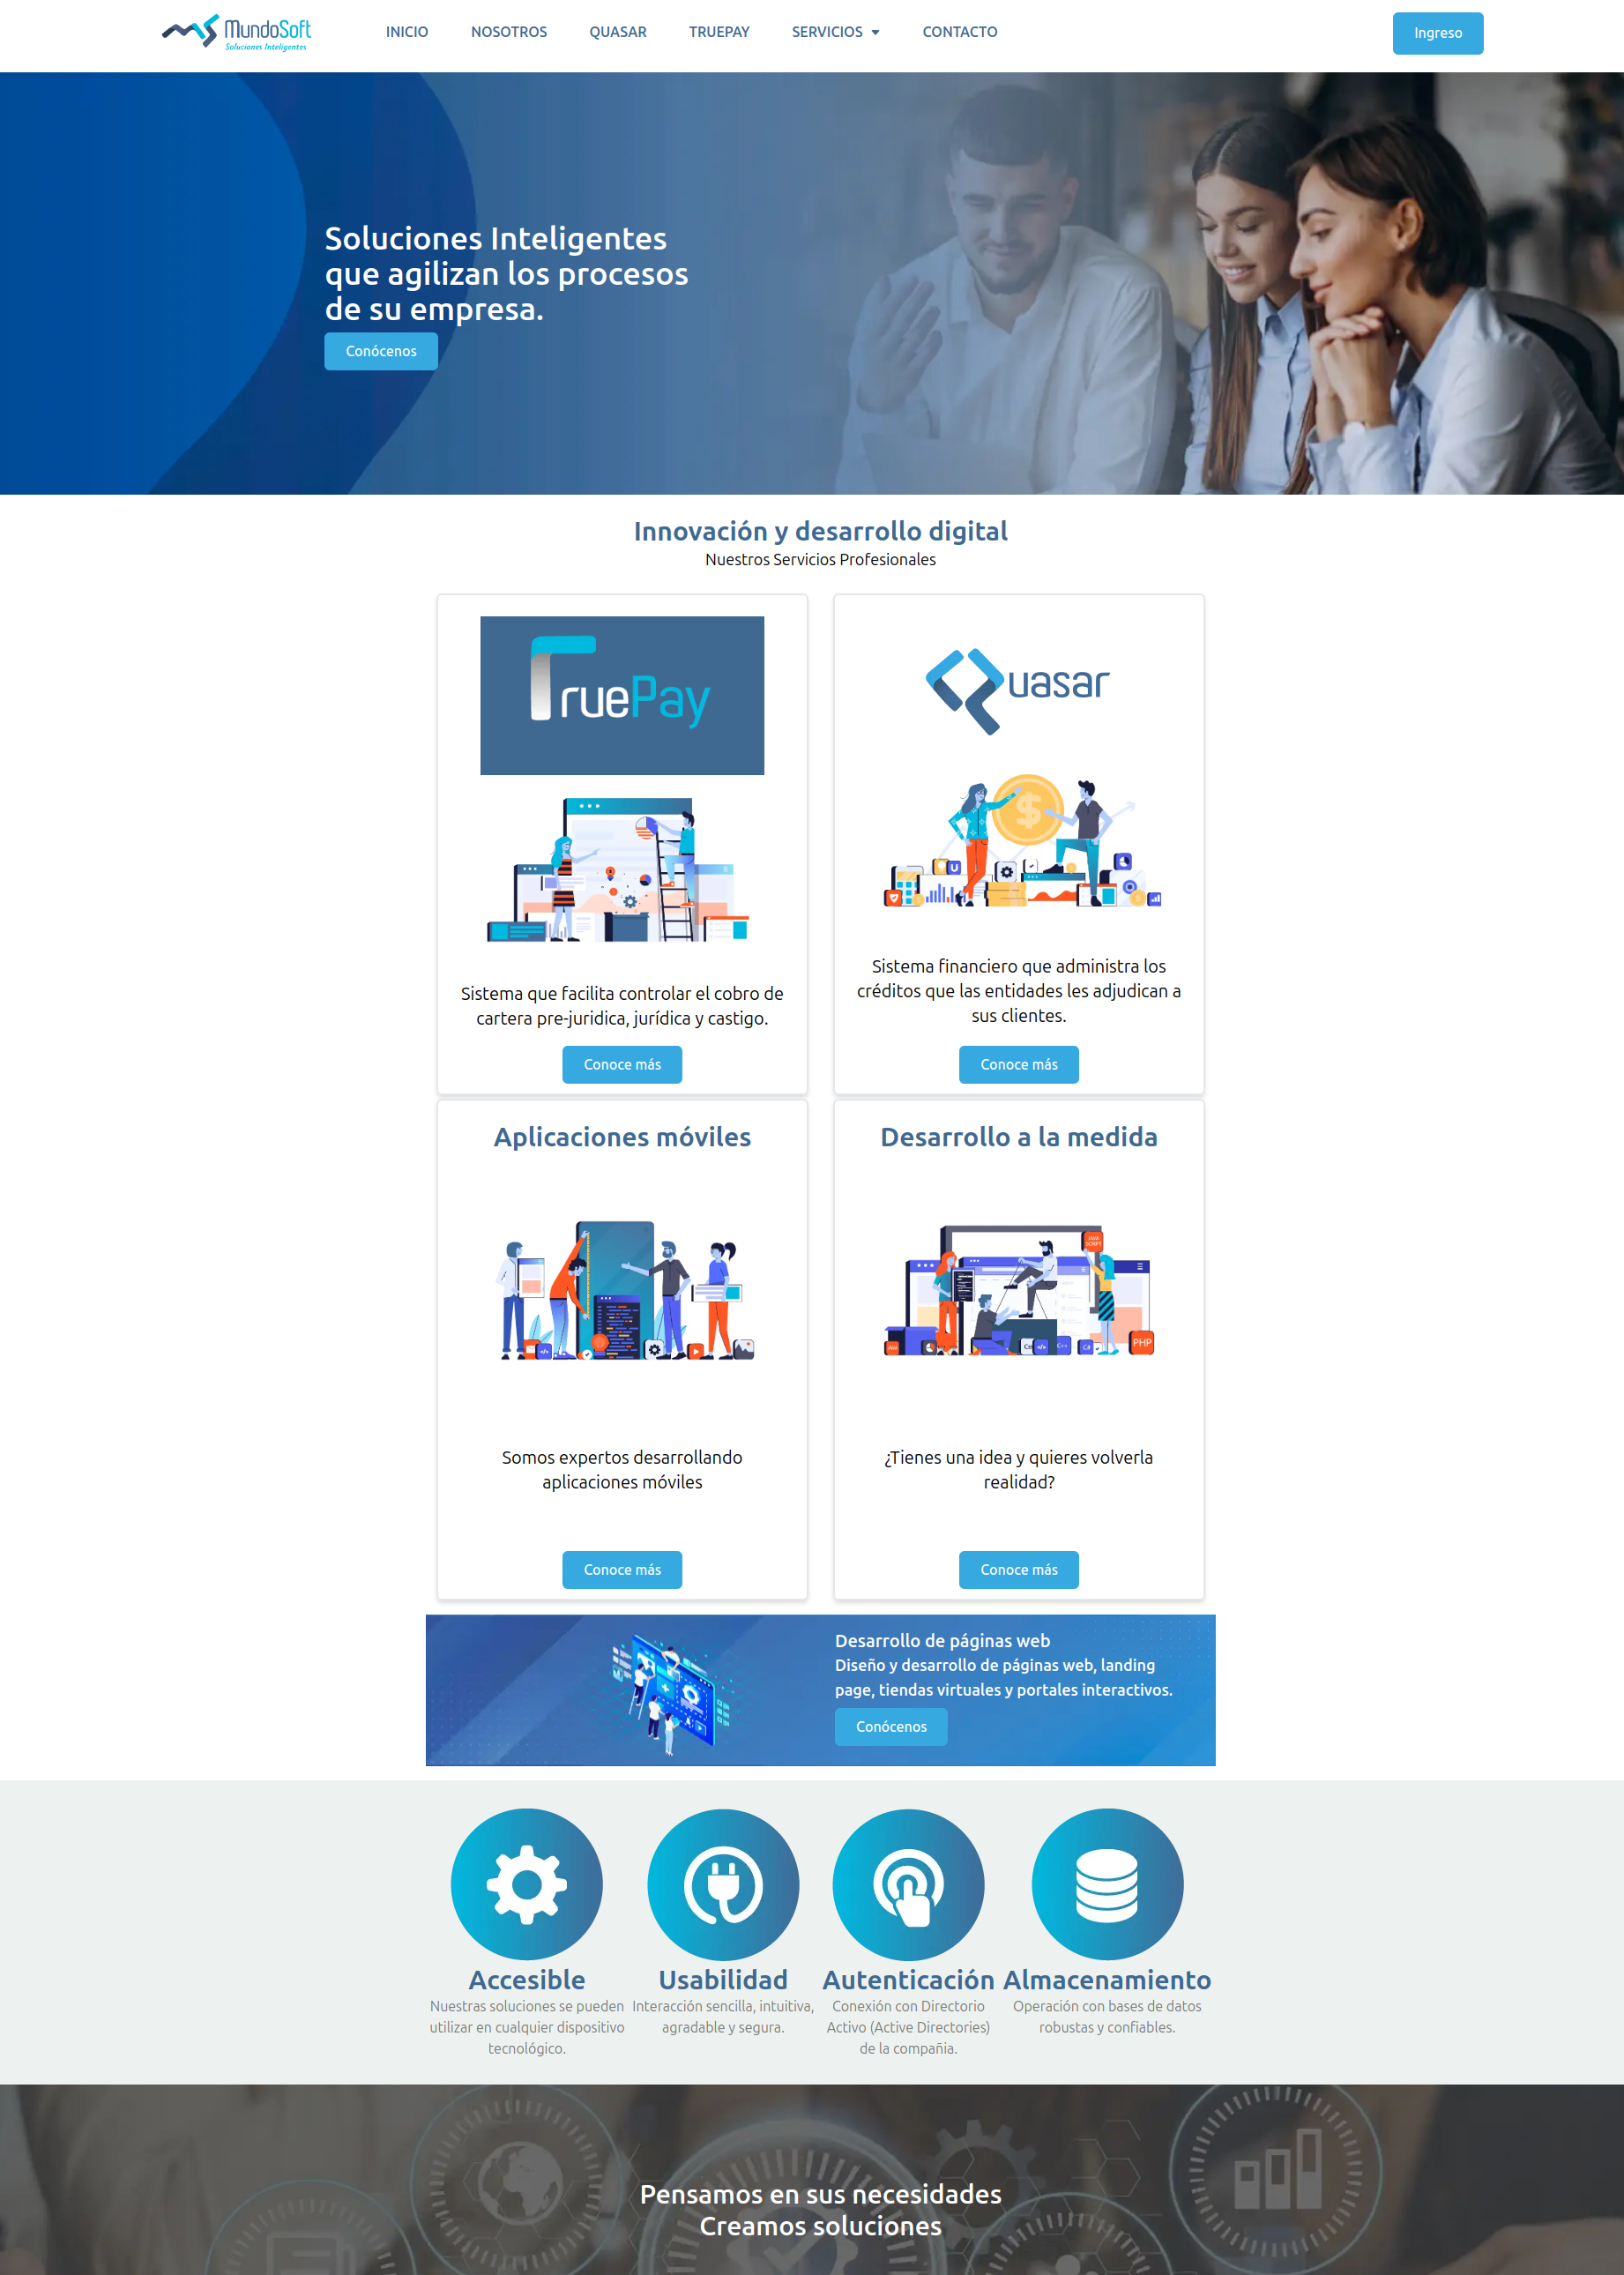 MundoSoft
Soluciones Inteligentes
INICIO
NOSOTROS
QUASAR
TRUEPAY
SERVICIOS
CONTACTO
Ingreso
Soluciones Inteligentes
que agilizan los procesos
de su empresa.
Conócenos
Innovación y desarrollo digital
Nuestros Servicios Profesionales
TruePay
Sistema que facilita controlar el cobro de
cartera pre-juridica, jurídica y castigo.
Conoce más
Quasar
Sistema financiero que administra los
créditos que las entidades les adjudican a
sus clientes.
Conoce más
Aplicaciones móviles
Somos expertos desarrollando
aplicaciones móviles
Conoce más
Desarrollo a la medida
JAVA
SCRIPT
PHP
C++
C#
¿Tienes una idea y quieres volverla
realidad?
Conoce más
Desarrollo de páginas web
Diseño y desarrollo de páginas web, landing
page, tiendas virtuales y portales interactivos.
Conócenos
Accesible
Nuestras soluciones se pueden
utilizar en cualquier dispositivo
tecnológico.
Usabilidad
Interacción sencilla, intuitiva,
agradable y segura.
Autenticación
Conexión con Directorio
Activo (Active Directories)
de la compañia.
Almacenamiento
Operación con bases de datos
robustas y confiables.
Pensamos en sus necesidades
Creamos soluciones